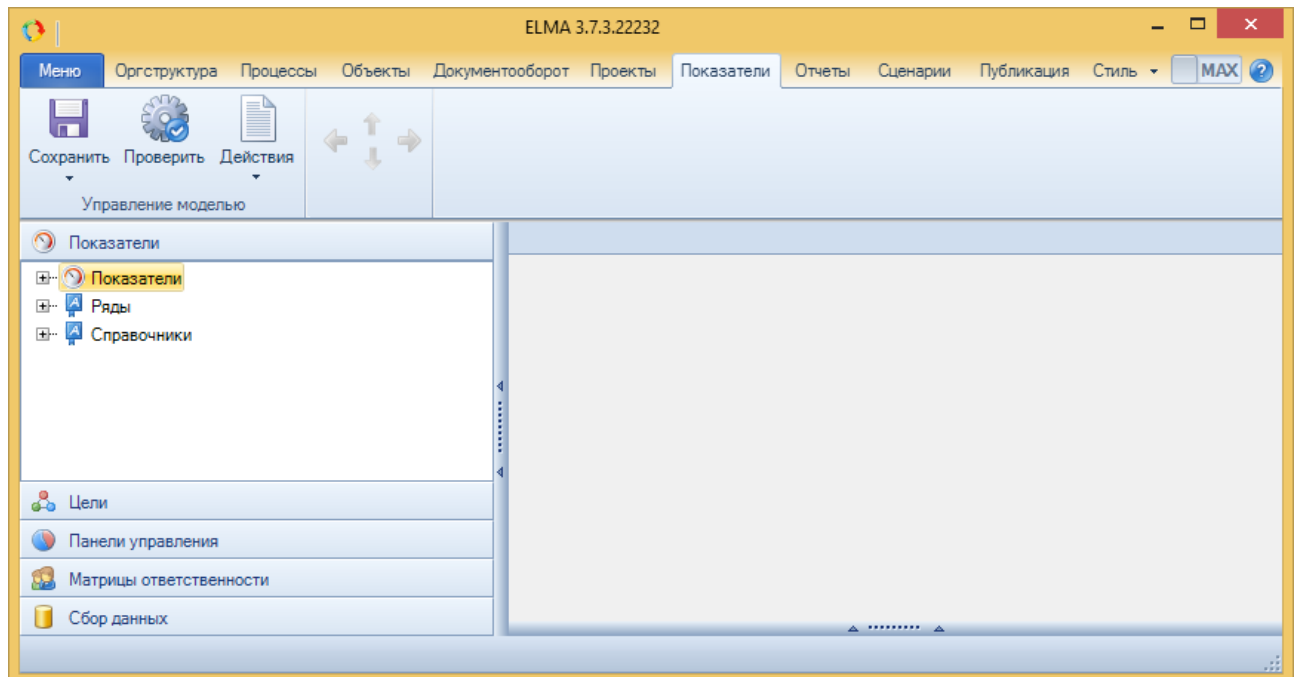 ELMA 3.7.3.22232
Меню Оргструктура Процессы Объекты Документооборот Проекты Показатели Отчеты Сценарии Публикация Стиль MAX ?
Сохранить Проверить Действия
Управление моделью
Показатели
Показатели
A Ряды
A Справочники
Цели
Панели управления
Матрицы ответственности
Сбор данных